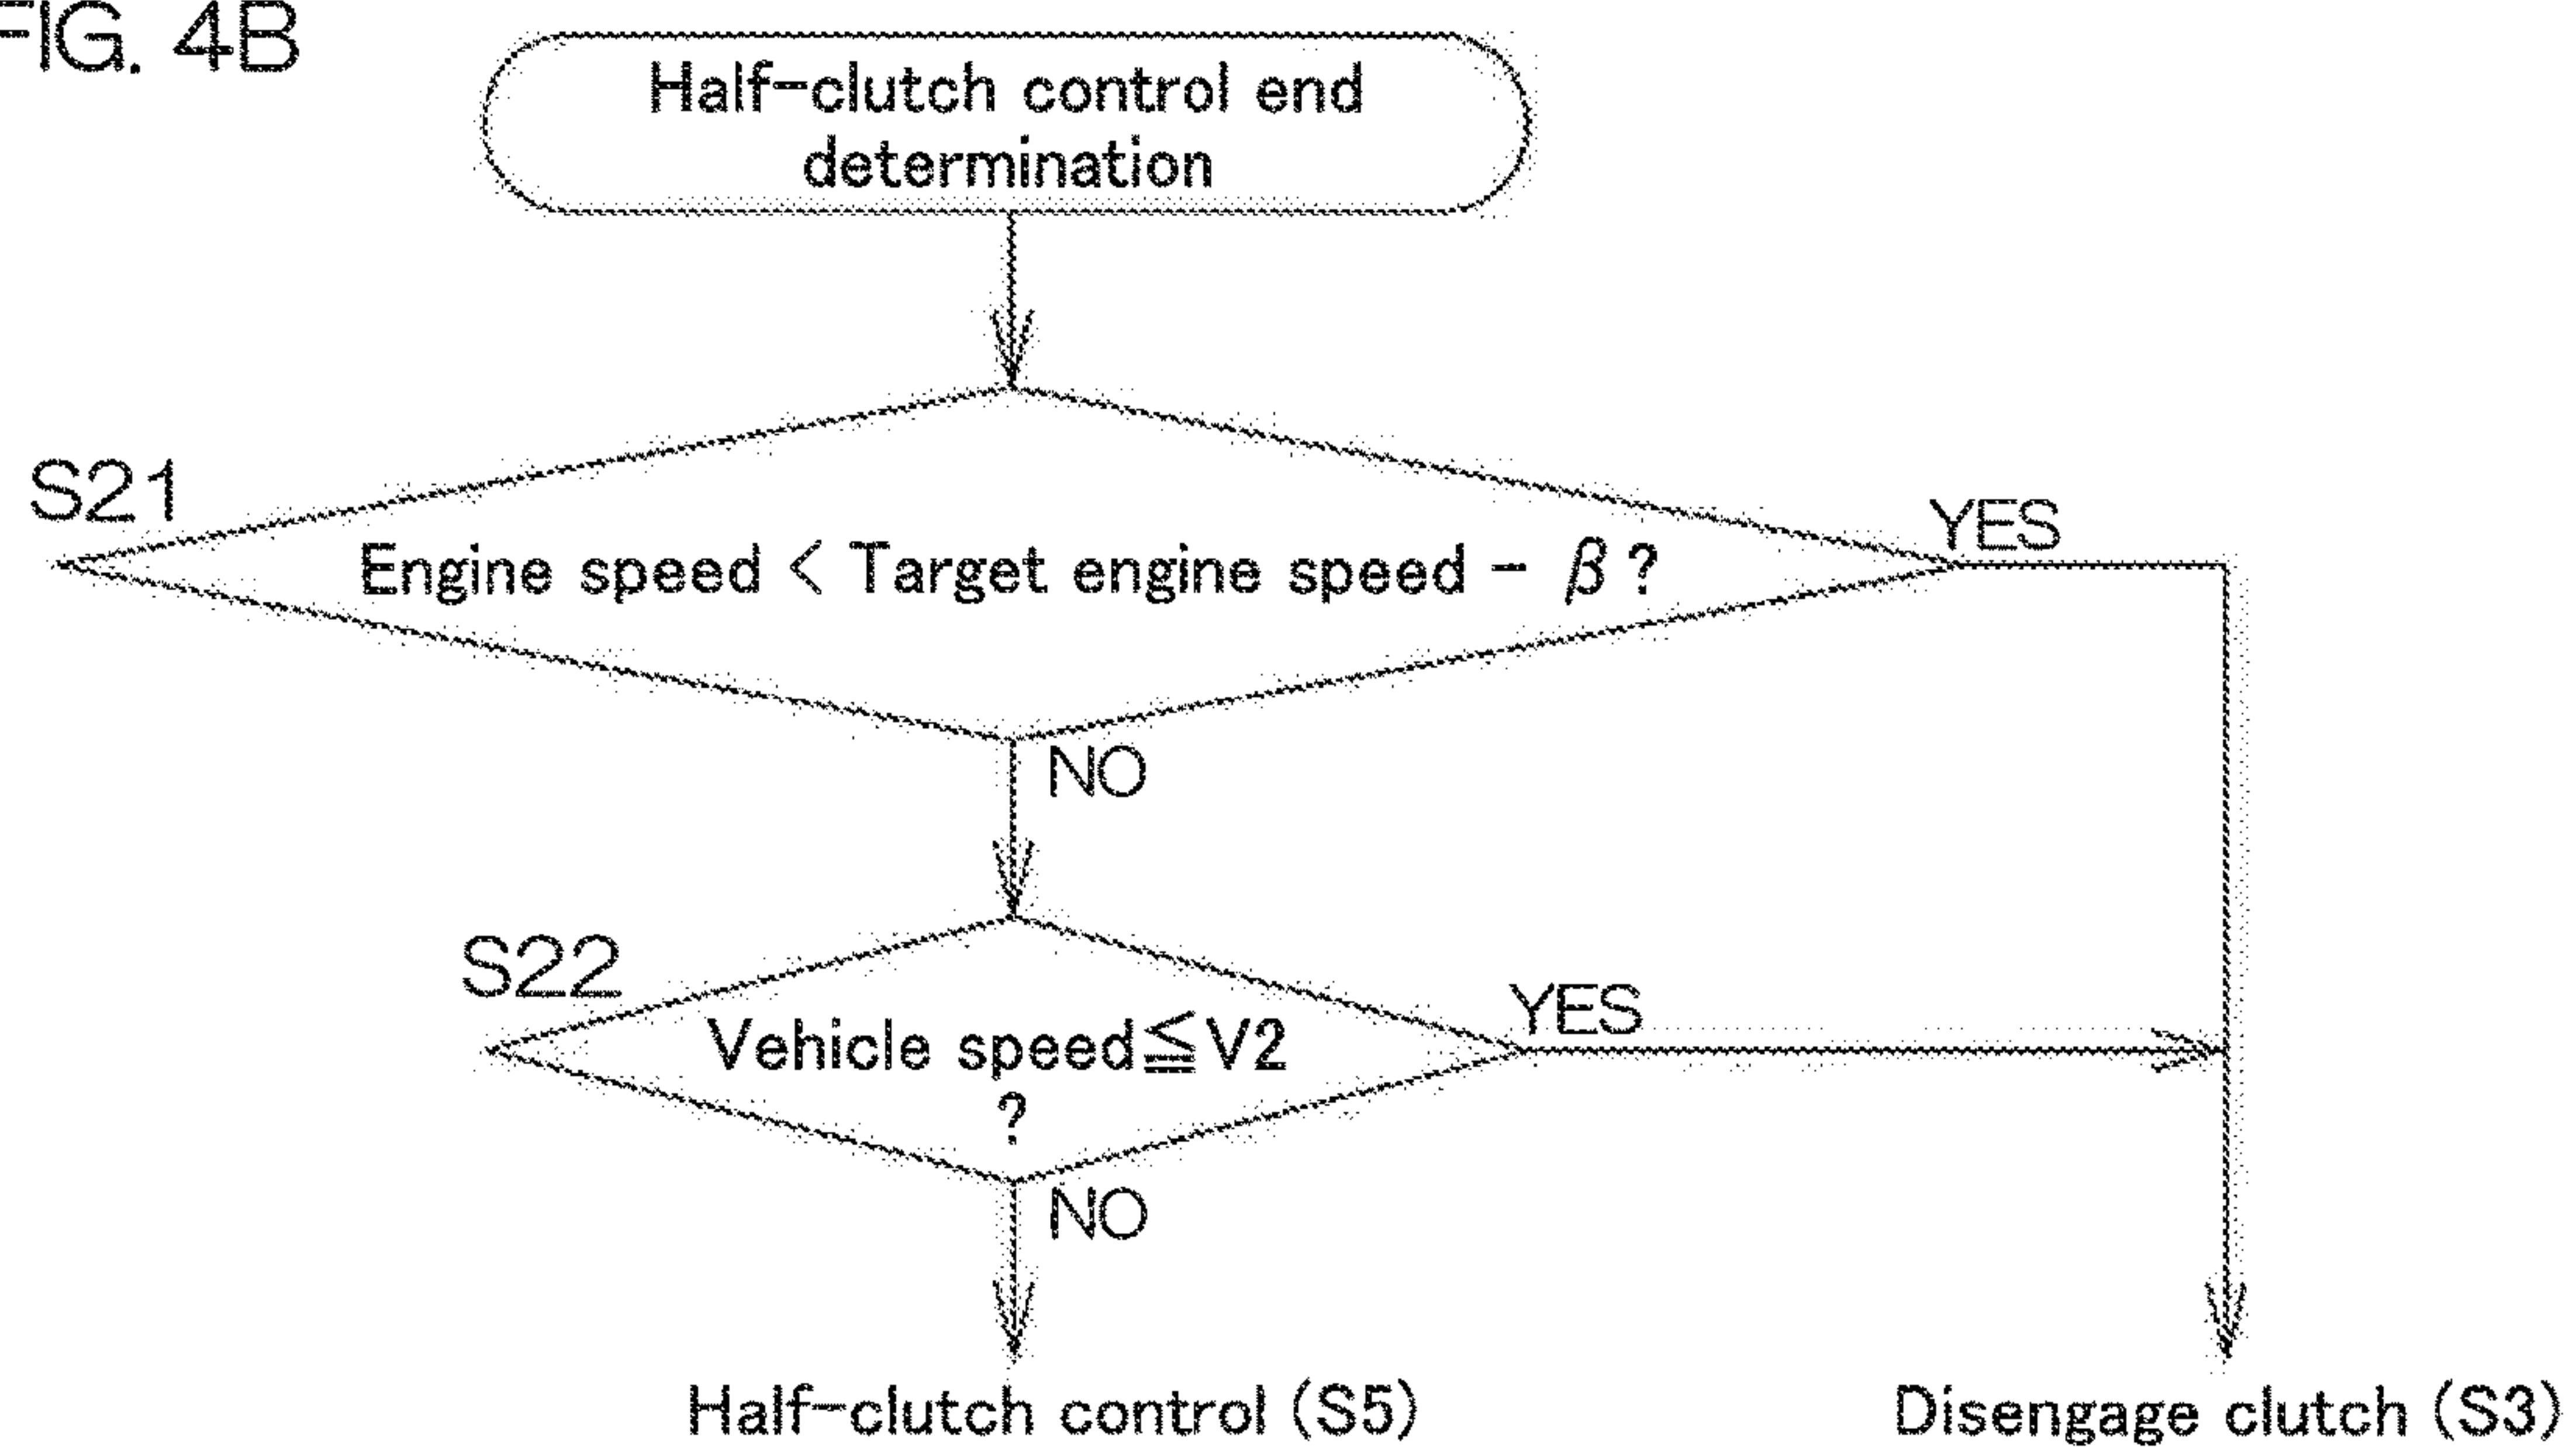 FIG. 4B
Half-clutch control end
determination
S21
Engine speed < Target engine speed - β?
YES
NO
S22
Vehicle speed≦V2
?
YES
NO
Half-clutch control (S5)
Disengage clutch (S3)